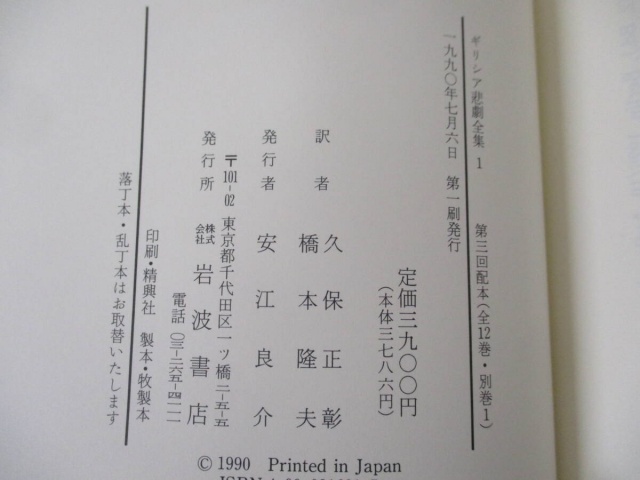 ギリシア悲劇全集 1　第三回配本(全12巻・別巻1)
一九九〇年七月六日　第一刷発行
定価三九〇〇円
(本体三七八六円)
訳者　久保正彰
橋本隆夫
発行者　安江良介
〒101-02 東京都千代田区一ツ橋二-五-五
発行所　株式会社　岩波書店
電話 〇三-二六五-四一一一
印刷・精興社　製本・牧製本
落丁本・乱丁本はお取替いたします
© 1990 Printed in Japan